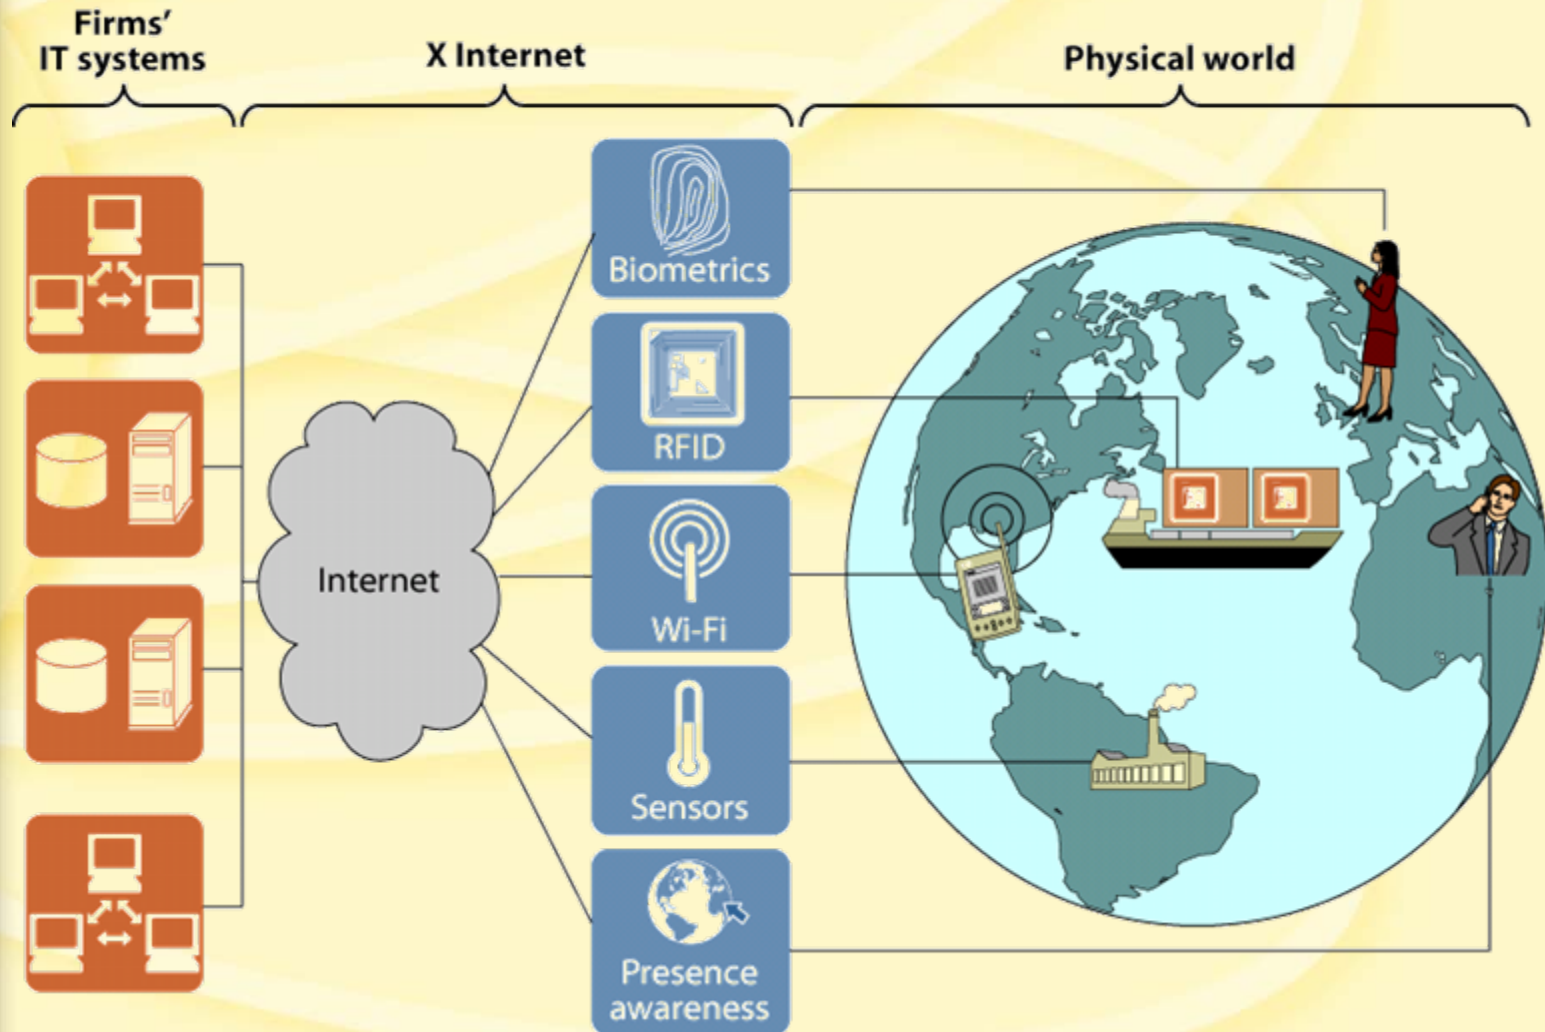 Firms'
IT systems
X Internet
Physical world
Biometrics
RFID
Internet
Wi-Fi
Sensors
Presence
awareness